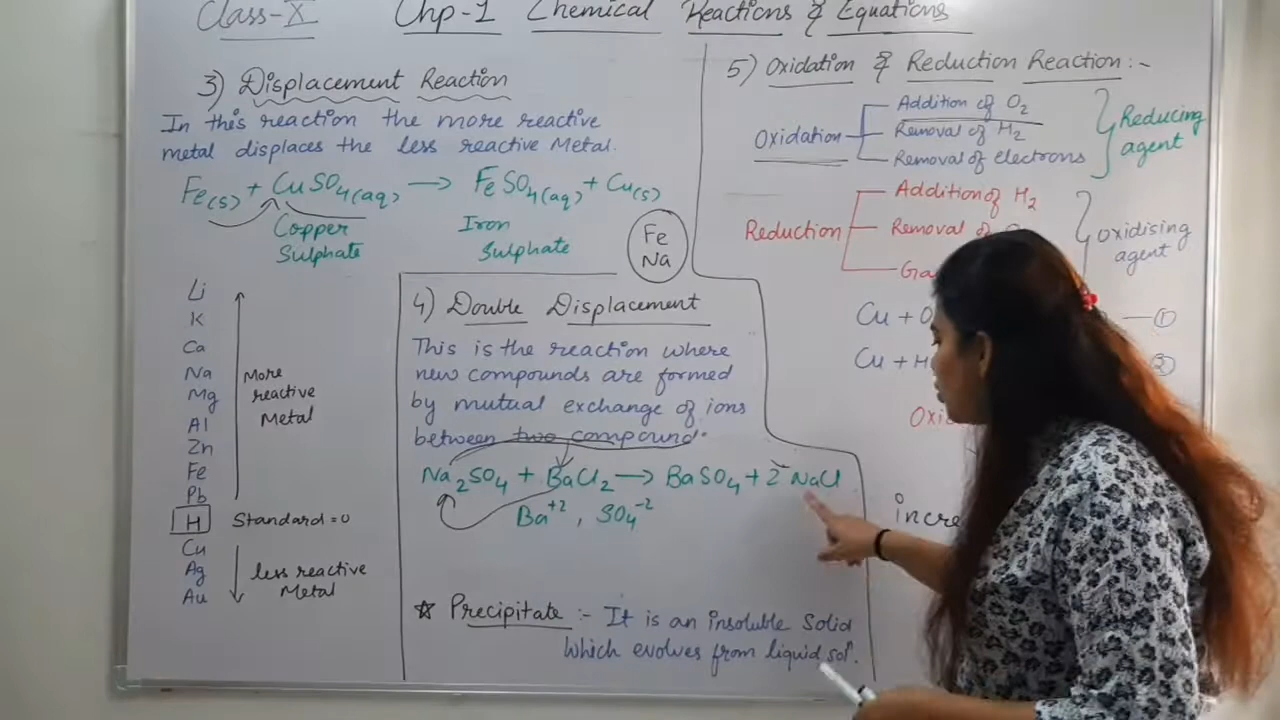 Class-X Chp-1 Chemical Reactions & Equations
3) Displacement Reaction
In this reaction the more reactive
metal displaces the less reactive Metal.
Fe(s) + CuSO4(aq) → FeSO4(aq) + Cu(s)
Copper Sulphate
Iron Sulphate
Fe
Na
Li
K
Ca
Na
Mg
Al
Zn
Fe
Pb
H
Cu
Ag
Au
More
reactive
Metal
Standard = 0
less reactive
Metal
4) Double Displacement
This is the reaction where
new compounds are formed
by mutual exchange of ions
between two compound.
Na2SO4 + BaCl2 → BaSO4 + 2 NaCl
Ba+2 , SO4-2
☆ Precipitate :- It is an insoluble Solid
which evolves from liquid soln.
5) Oxidation & Reduction Reaction :-
Oxidation
Addition of O2
Removal of H2
Removal of electrons
Reducing
agent
Reduction
Addition of H2
Removal of
Oxidising
agent
Cu +
①
Cu +
②